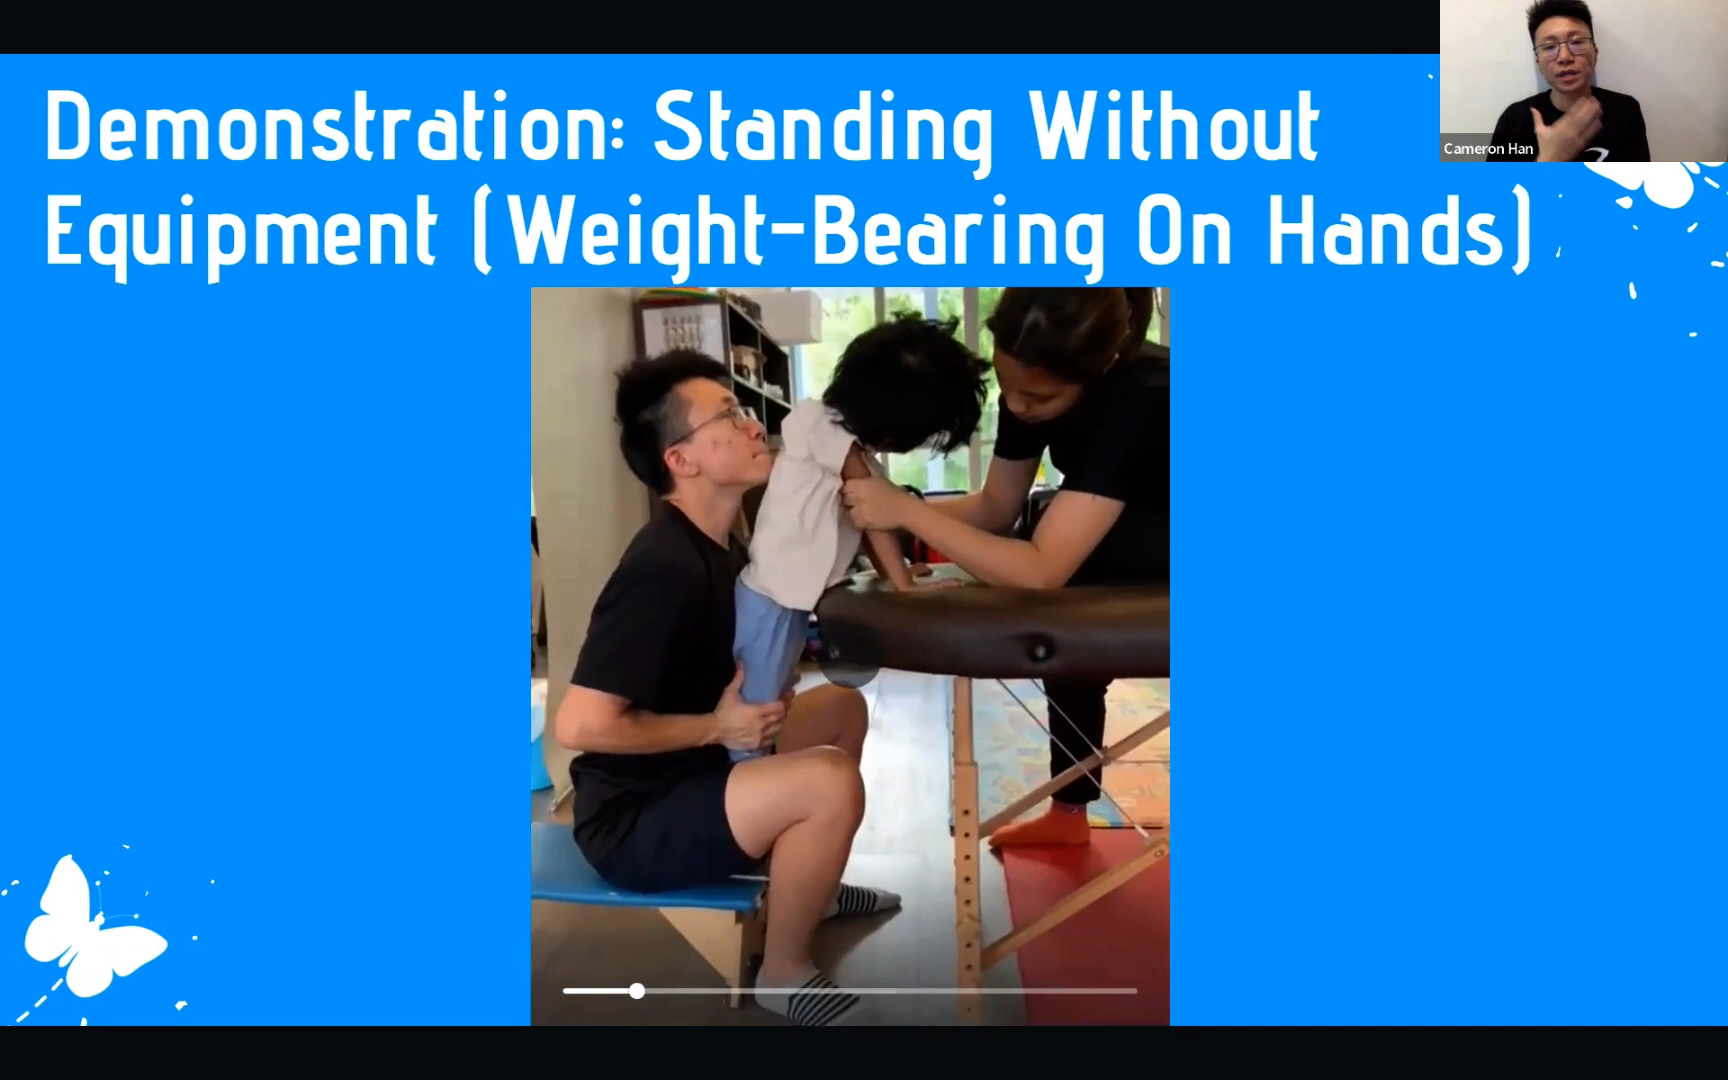 Demonstration: Standing Without
Equipment (Weight-Bearing On Hands)
Cameron Han